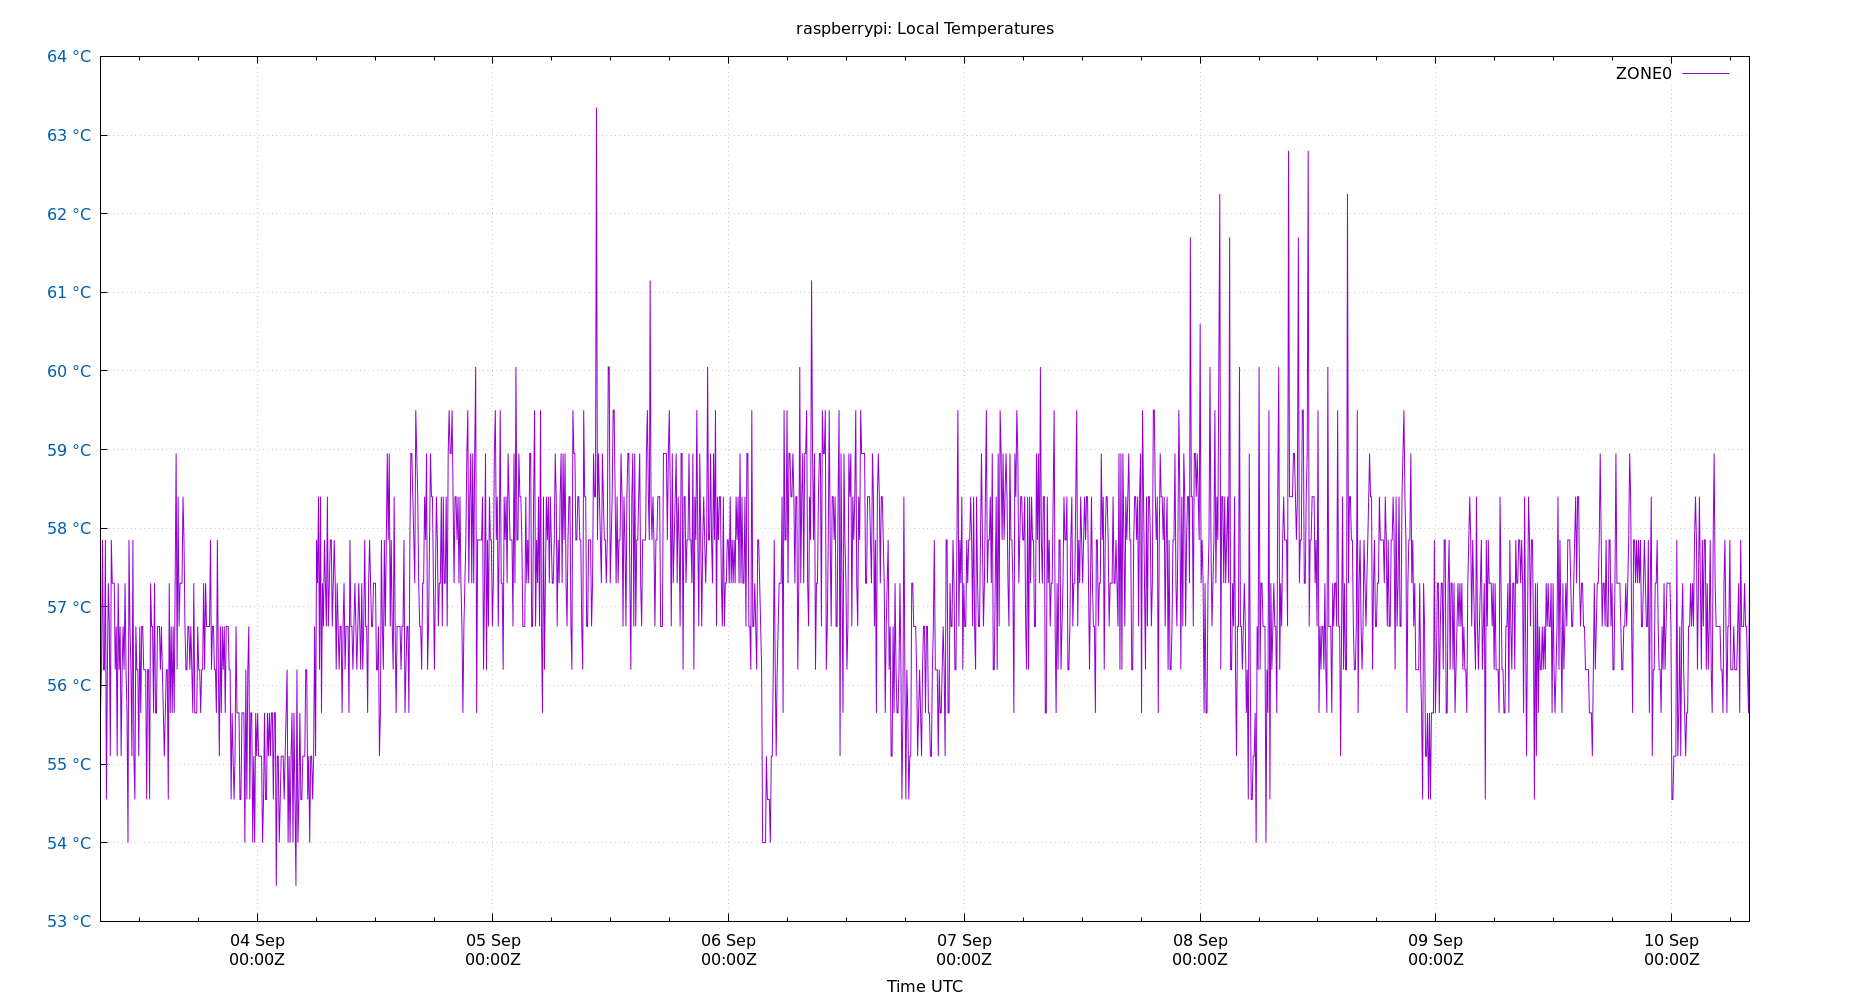 raspberrypi: Local Temperatures
64 °C
ZONE0
63 °C
62 °C
61 °C
60 °C
59 °C
58 °C
57 °C
56 °C
55 °C
54 °C
53 °C
04 Sep 05 Sep 06 Sep 07 Sep 08 Sep 09 Sep 10 Sep
00:00Z 00:00Z 00:00Z 00:00Z 00:00Z 00:00Z 00:00Z
Time UTC